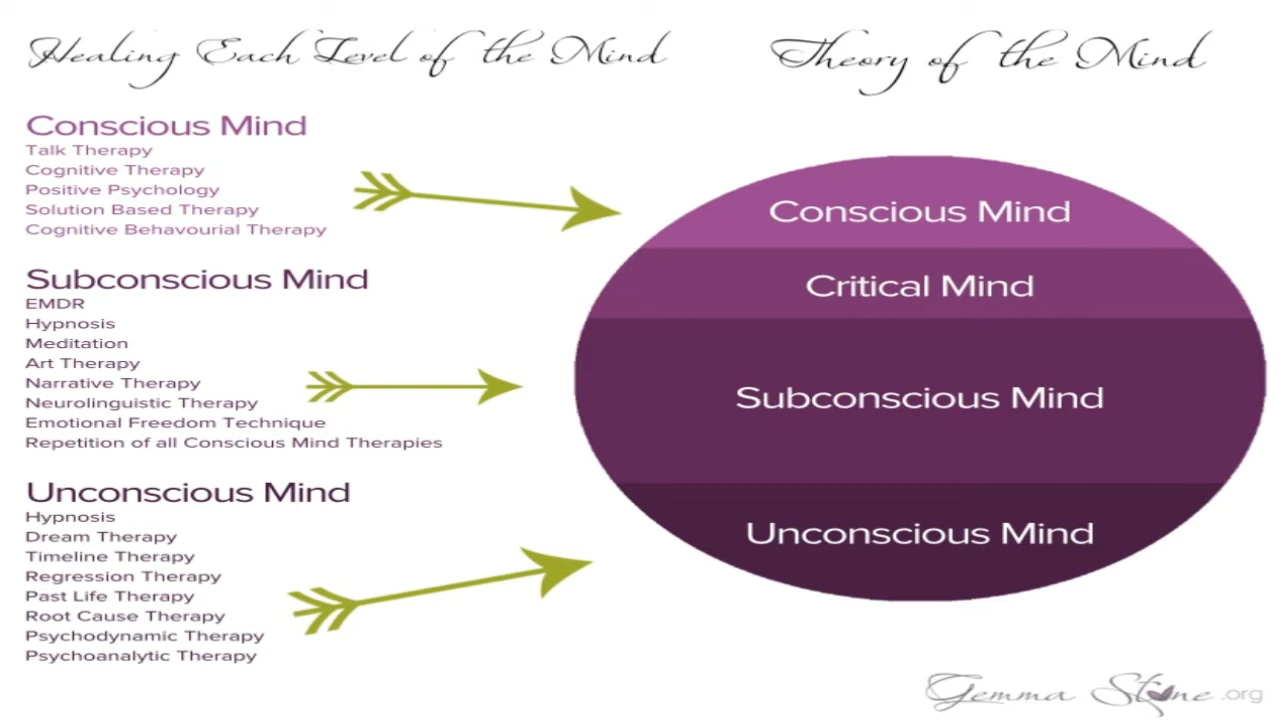 Healing Each Level of the Mind
Theory of the Mind
Conscious Mind
Talk Therapy
Cognitive Therapy
Positive Psychology
Solution Based Therapy
Cognitive Behavourial Therapy
Subconscious Mind
EMDR
Hypnosis
Meditation
Art Therapy
Narrative Therapy
Neurolinguistic Therapy
Emotional Freedom Technique
Repetition of all Conscious Mind Therapies
Unconscious Mind
Hypnosis
Dream Therapy
Timeline Therapy
Regression Therapy
Past Life Therapy
Root Cause Therapy
Psychodynamic Therapy
Psychoanalytic Therapy
Conscious Mind
Critical Mind
Subconscious Mind
Unconscious Mind
Gemma Stone.org